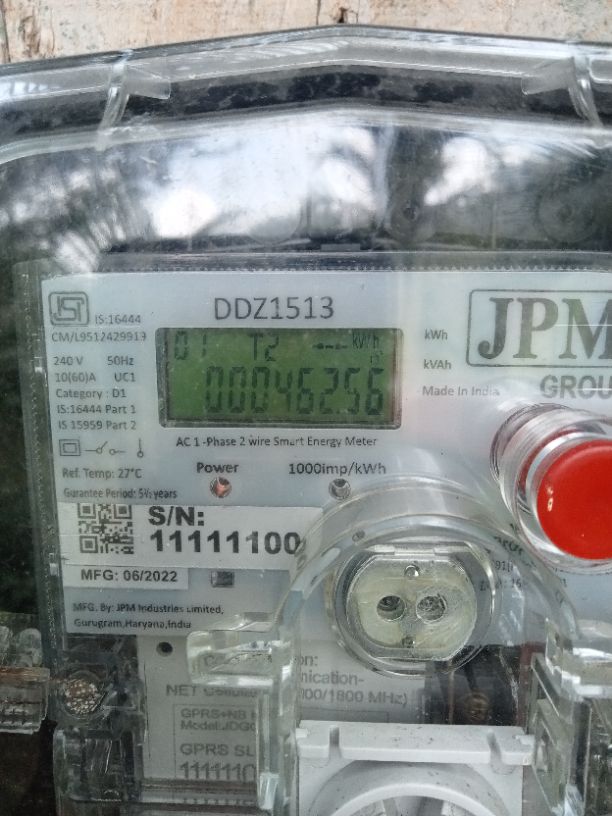 IS:16444
CM/L9512429913
DDZ1513
JPM
GROU
240 V 50Hz
10(60)A UC1
Category : D1
IS:16444 Part 1
IS 15959 Part 2
01 T2 kWh
00046256
kWh
kVAh
Made In India
AC 1 -Phase 2 wire Smart Energy Meter
Ref. Temp: 27°C
Power
1000imp/kWh
Gurantee Period: 5½ years
S/N:
11111100
MFG: 06/2022
MFG. By: JPM Industries Limited,
Gurugram,Haryana,India
GPRS SL